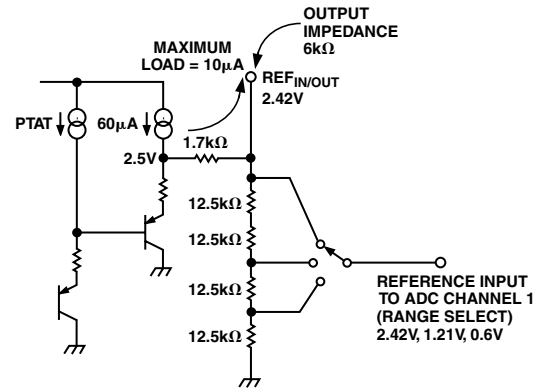 OUTPUT
IMPEDANCE
6kΩ
MAXIMUM
LOAD = 10μA
REFIN/OUT
2.42V
PTAT
60μA
1.7kΩ
2.5V
12.5kΩ
12.5kΩ
12.5kΩ
12.5kΩ
REFERENCE INPUT
TO ADC CHANNEL 1
(RANGE SELECT)
2.42V, 1.21V, 0.6V